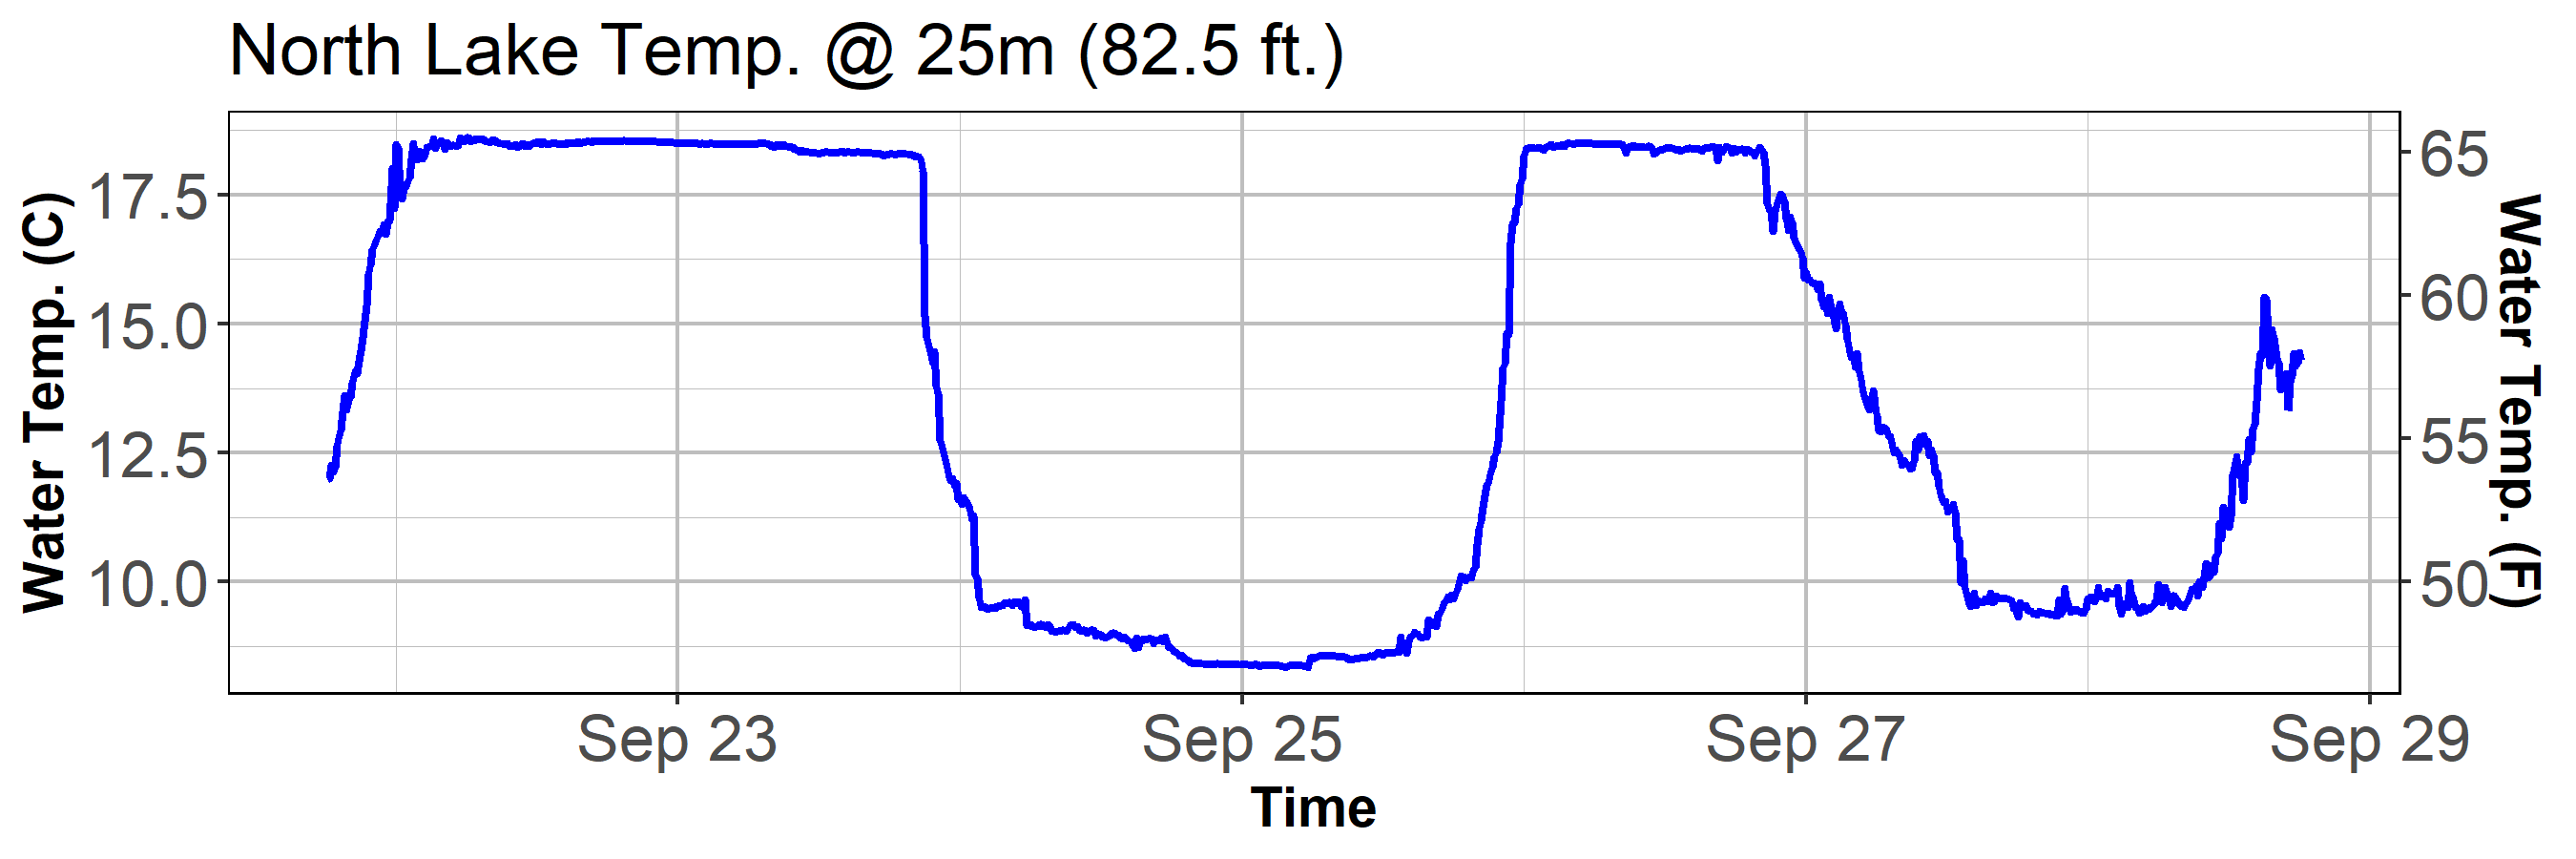 North Lake Temp. @ 25m (82.5 ft.)
Water Temp. (C)
17.5
15.0
12.5
10.0
65
60
55
50
Water Temp. (F)
Sep 23
Sep 25
Sep 27
Sep 29
Time